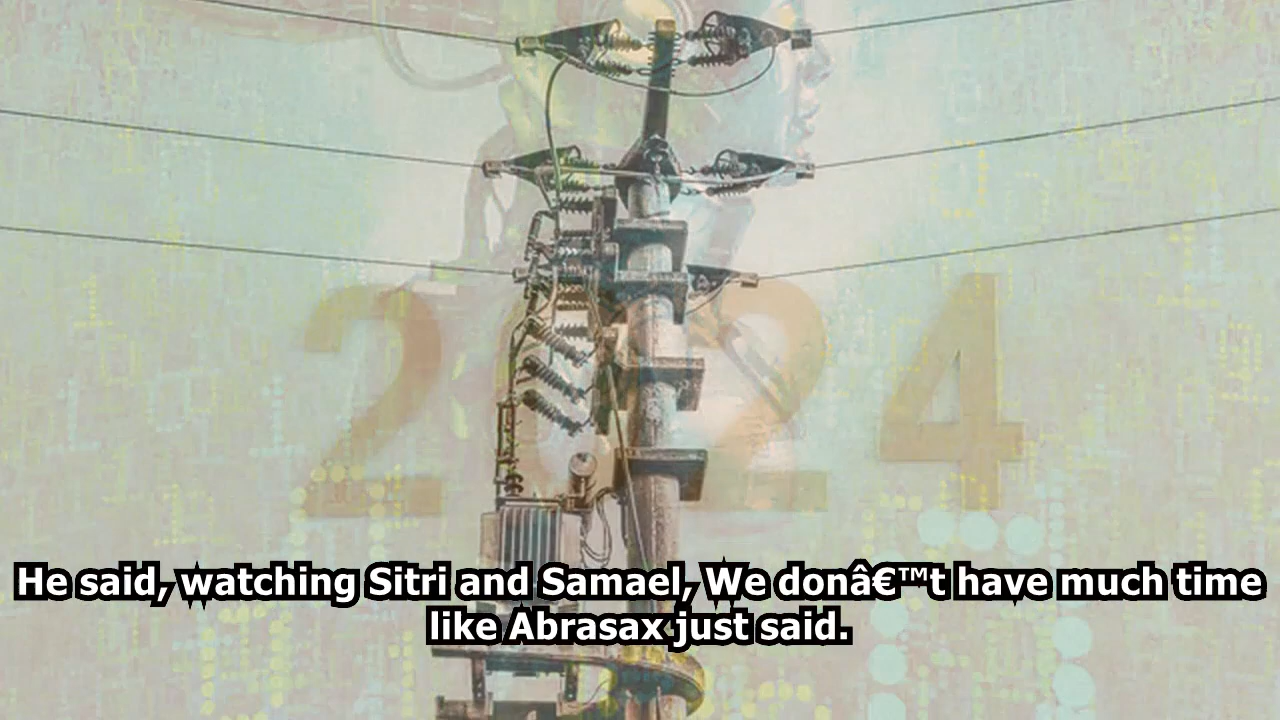 2024
He said, watching Sitri and Samael, We donâ€™t have much time
like Abrasax just said.